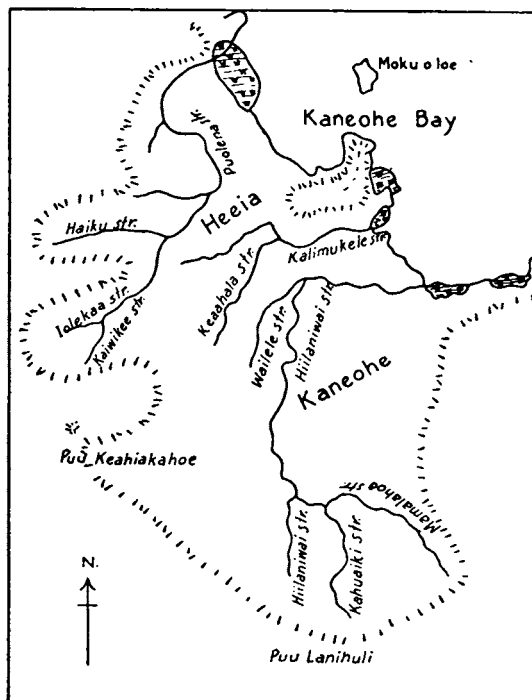 Moku o loe
Kaneohe Bay
Puolena str.
Heeia
Haiku str.
Kalimukele str.
Keaahala str.
Iolekaa str.
Kaiwikee str.
Wailele str.
Hiilaniwai str.
Kaneohe
Puu Keahiakahoe
Mamalahoa str.
Hiilaniwai str.
Kahuaiki str.
N.
Puu Lanihuli